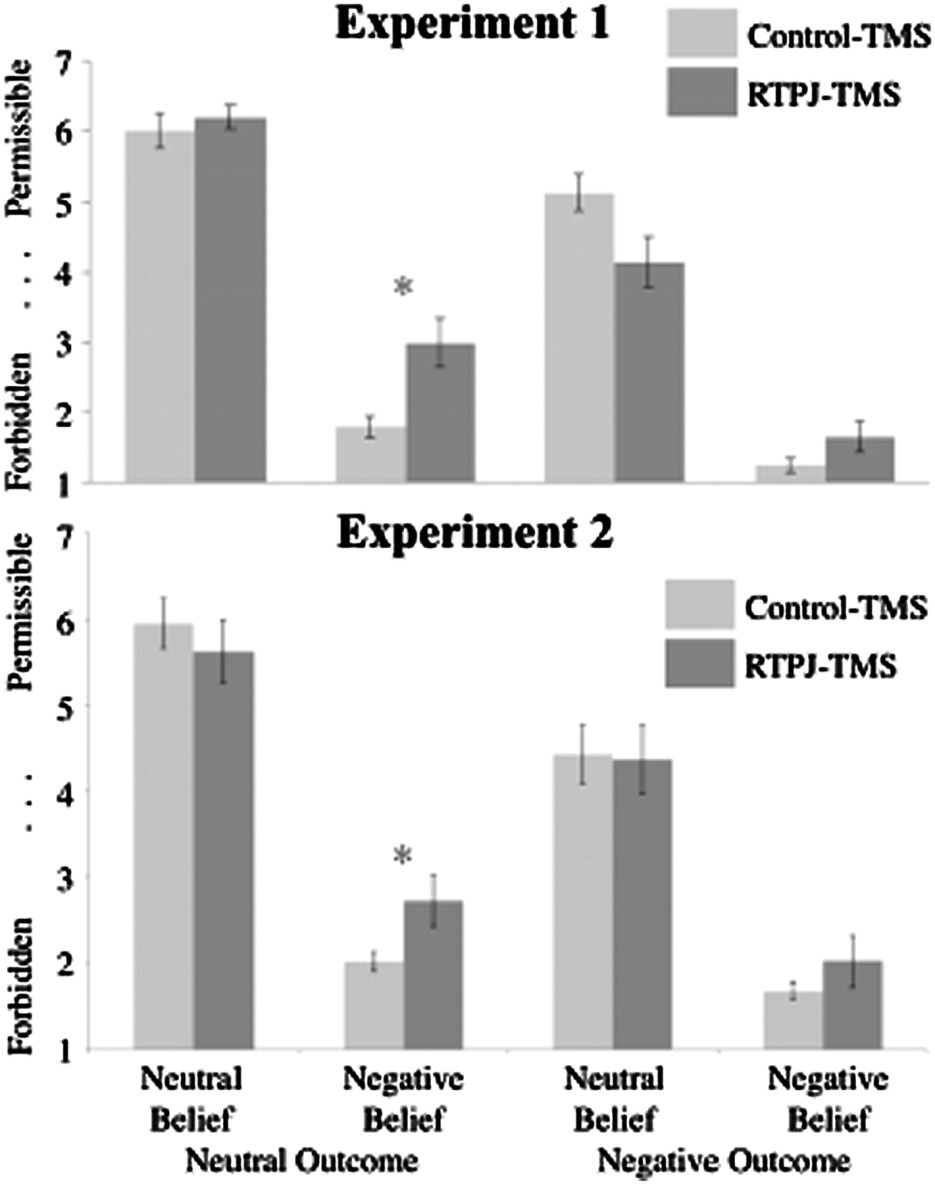 Experiment 1
Control-TMS
RTPJ-TMS
Forbidden . . . Permissible
7
6
5
4
3
2
1
*
Experiment 2
Control-TMS
RTPJ-TMS
Forbidden . . . Permissible
7
6
5
4
3
2
1
*
Neutral Belief
Negative Belief
Neutral Belief
Negative Belief
Neutral Outcome
Negative Outcome